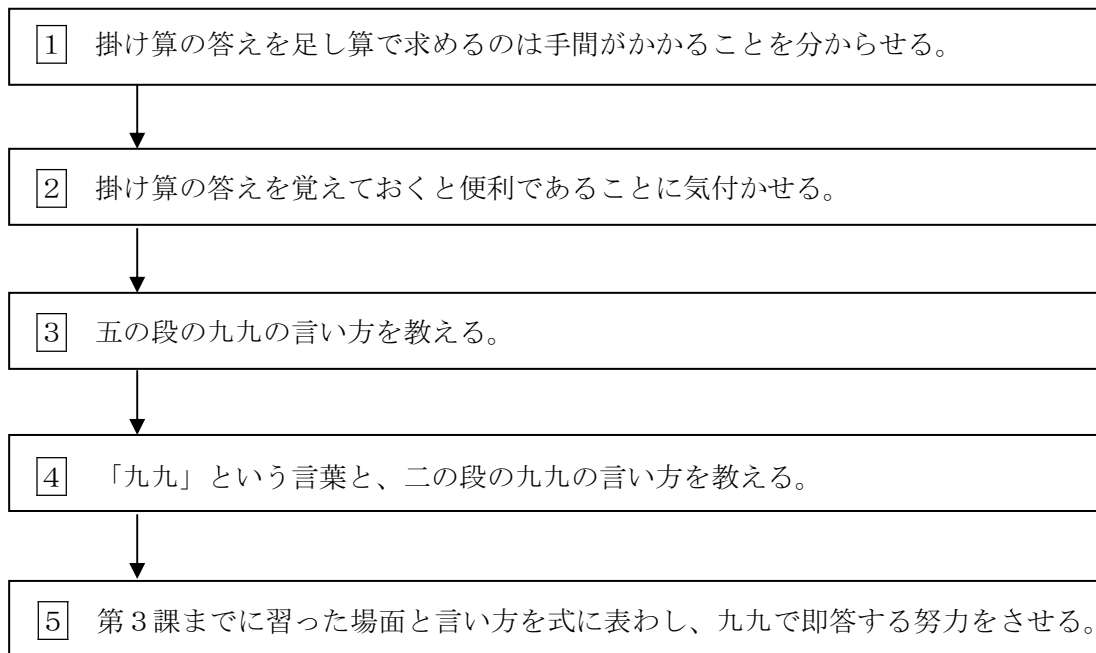 1 掛け算の答えを足し算で求めるのは手間がかかることを分からせる。
2 掛け算の答えを覚えておくと便利であることに気付かせる。
3 五の段の九九の言い方を教える。
4 「九九」という言葉と、二の段の九九の言い方を教える。
5 第3課までに習った場面と言い方を式に表わし、九九で即答する努力をさせる。